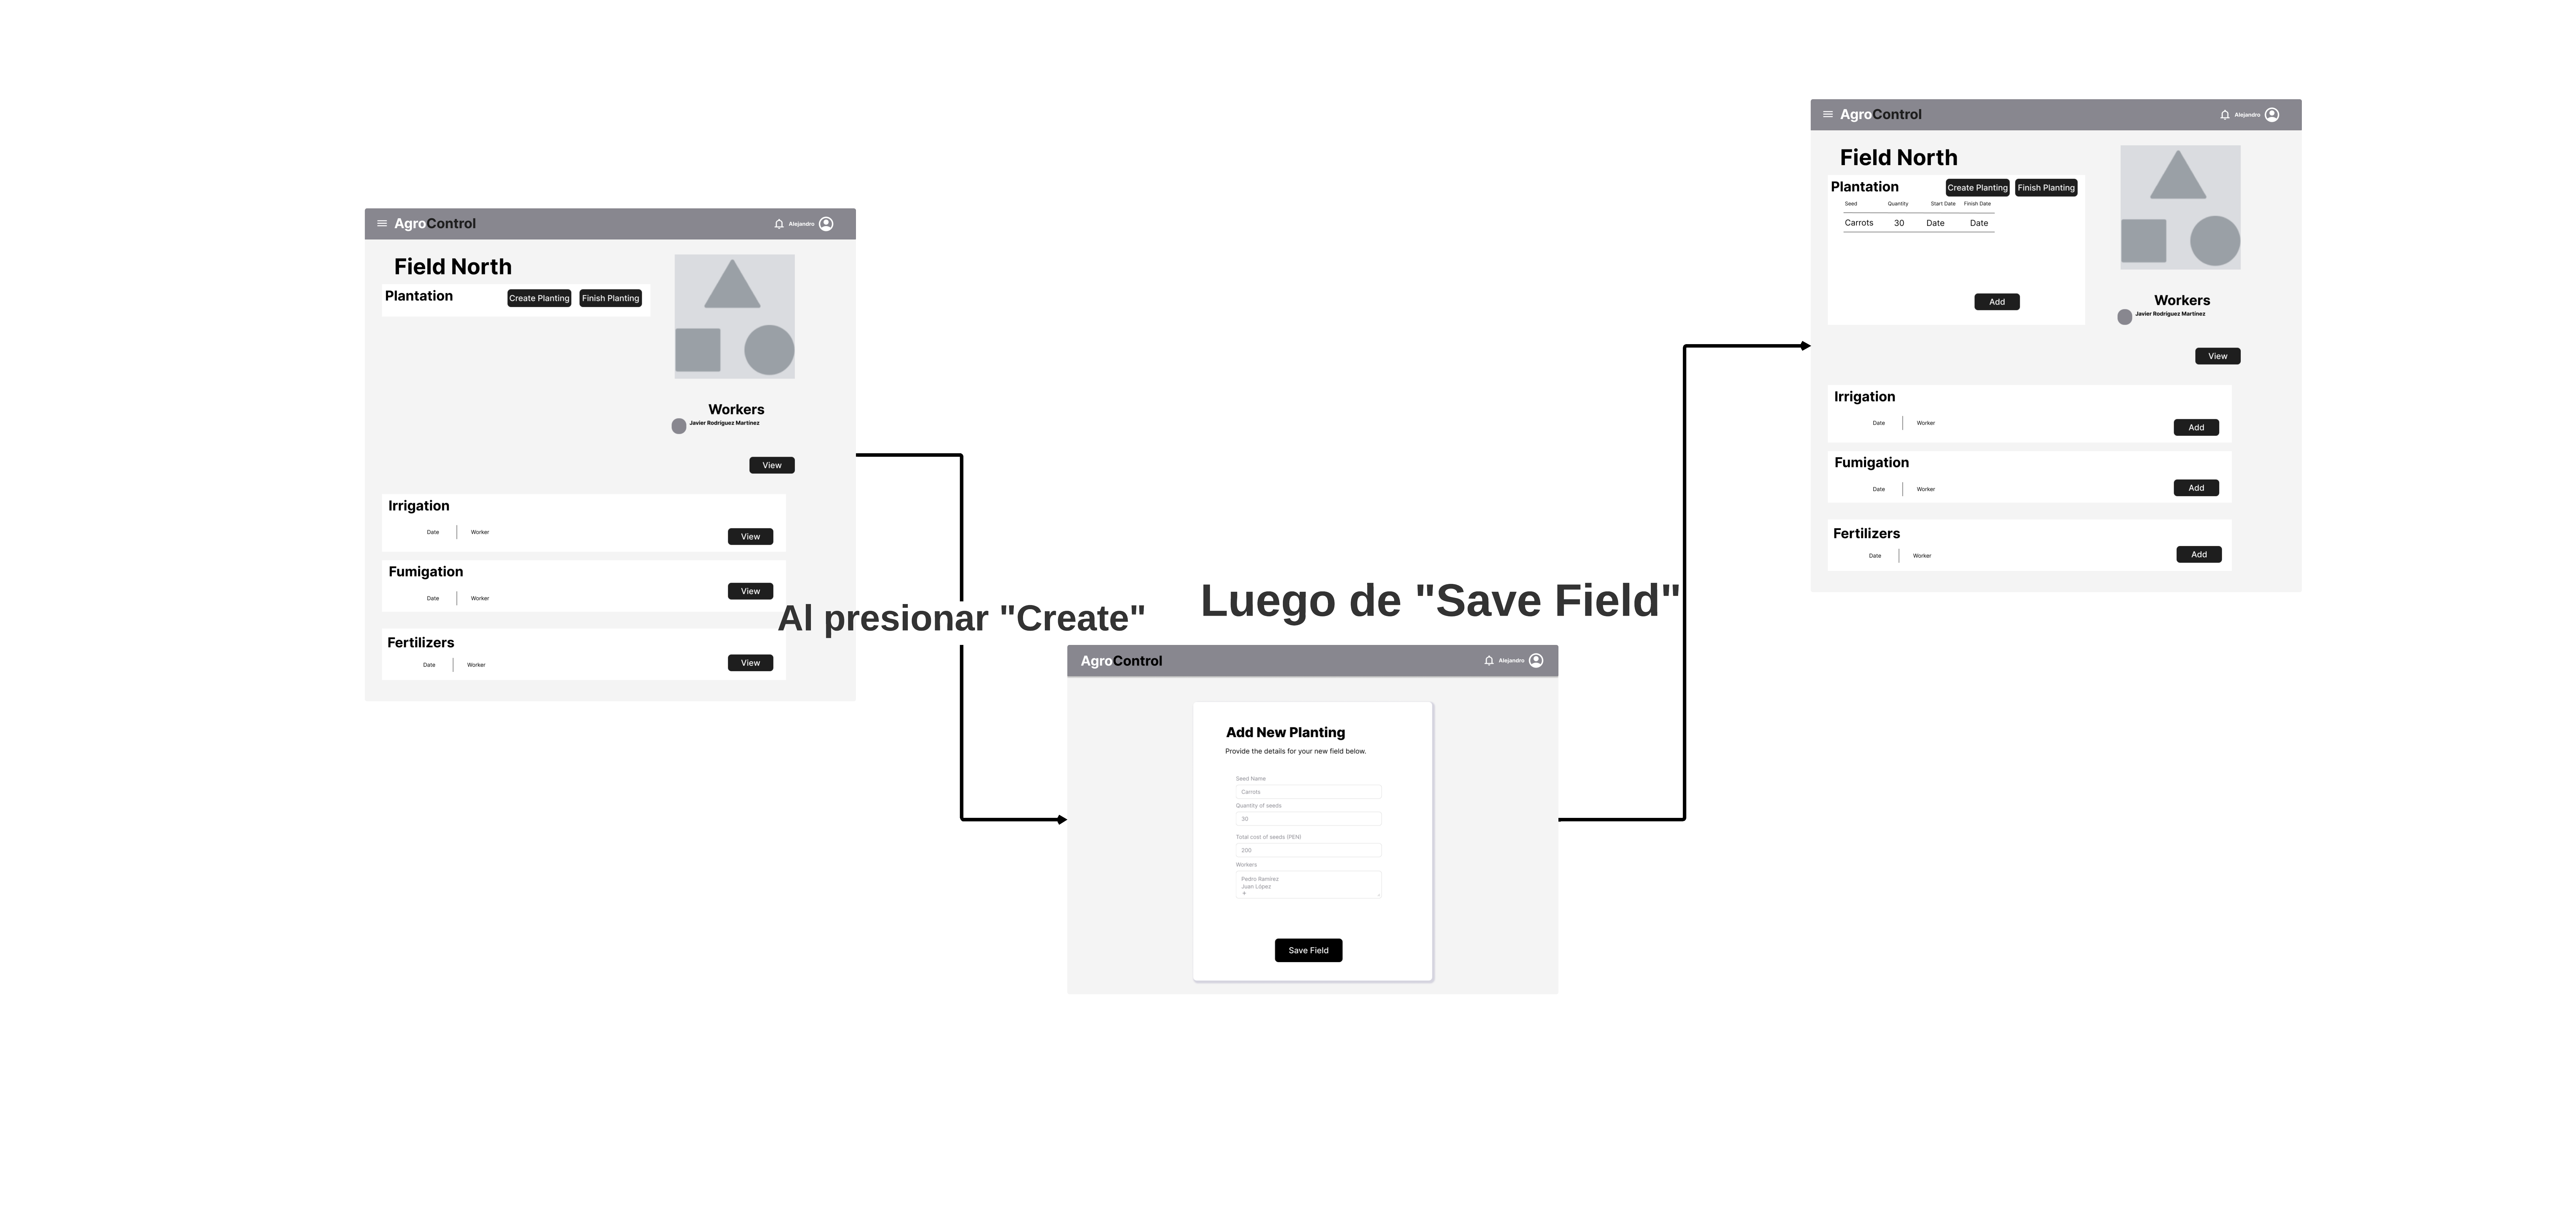 AgroControl
Alejandro
Field North
Plantation
Create Planting
Finish Planting
Workers
Javier Rodriguez Martinez
View
Irrigation
Date
Worker
View
Fumigation
Date
Worker
View
Fertilizers
Date
Worker
View
Al presionar "Create"
Luego de "Save Field"
AgroControl
Alejandro
Add New Planting
Provide the details for your new field below.
Seed Name
Carrots
Quantity of seeds
30
Total cost of seeds (PEN)
200
Workers
Pedro Ramirez
Juan López
+
Save Field
AgroControl
Alejandro
Field North
Plantation
Create Planting
Finish Planting
Seed Quantity Start Date Finish Date
Carrots 30 Date Date
Add
Workers
Javier Rodriguez Martinez
View
Irrigation
Date
Worker
Add
Fumigation
Date
Worker
Add
Fertilizers
Date
Worker
Add